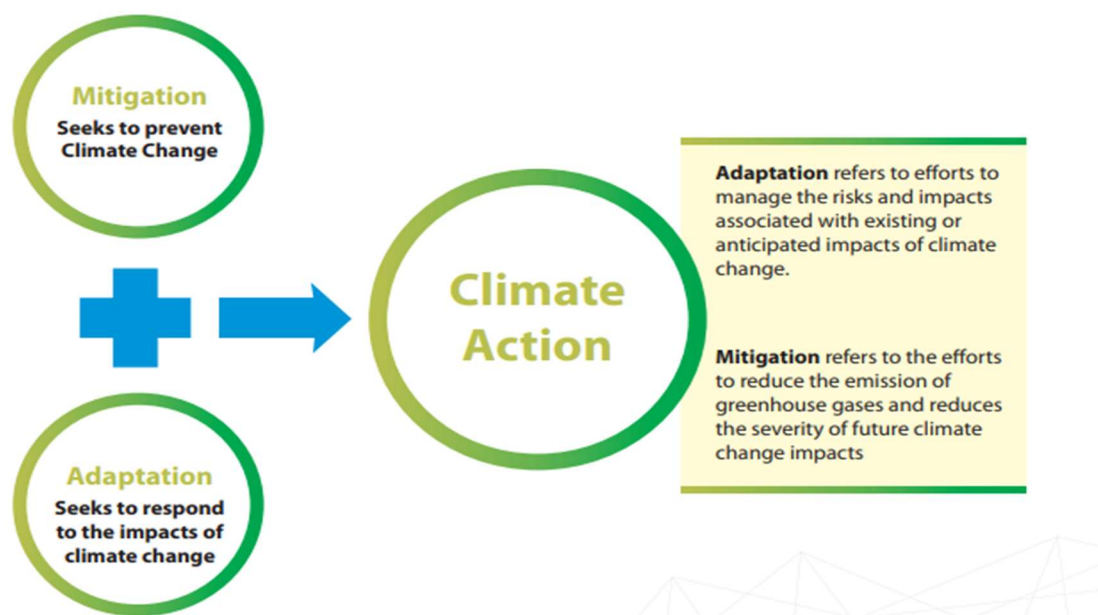 Mitigation
Seeks to prevent
Climate Change
Adaptation
Seeks to respond
to the impacts of
climate change
Climate
Action
Adaptation refers to efforts to
manage the risks and impacts
associated with existing or
anticipated impacts of climate
change.
Mitigation refers to the efforts
to reduce the emission of
greenhouse gases and reduces
the severity of future climate
change impacts